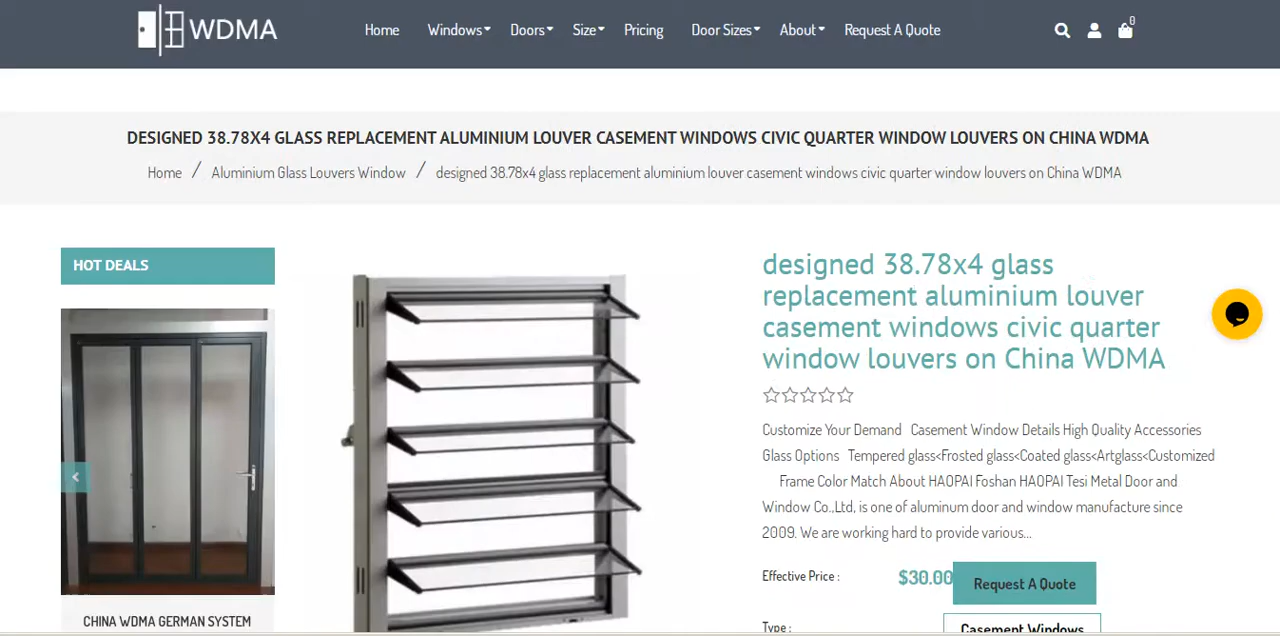 WDMA
Home Windows Doors Size Pricing Door Sizes About Request A Quote 0
DESIGNED 38.78X4 GLASS REPLACEMENT ALUMINIUM LOUVER CASEMENT WINDOWS CIVIC QUARTER WINDOW LOUVERS ON CHINA WDMA
Home / Aluminium Glass Louvers Window / designed 38.78x4 glass replacement aluminium louver casement windows civic quarter window louvers on China WDMA
HOT DEALS
CHINA WDMA GERMAN SYSTEM
designed 38.78x4 glass
replacement aluminium louver
casement windows civic quarter
window louvers on China WDMA
Customize Your Demand Casement Window Details High Quality Accessories
Glass Options Tempered glass<Frosted glass<Coated glass<Artglass<Customized
Frame Color Match About HAOPAI Foshan HAOPAI Tesi Metal Door and
Window Co.,Ltd, is one of aluminum door and window manufacture since
2009. We are working hard to provide various...
Effective Price : $30.00 Request A Quote
Type : Casement Windows